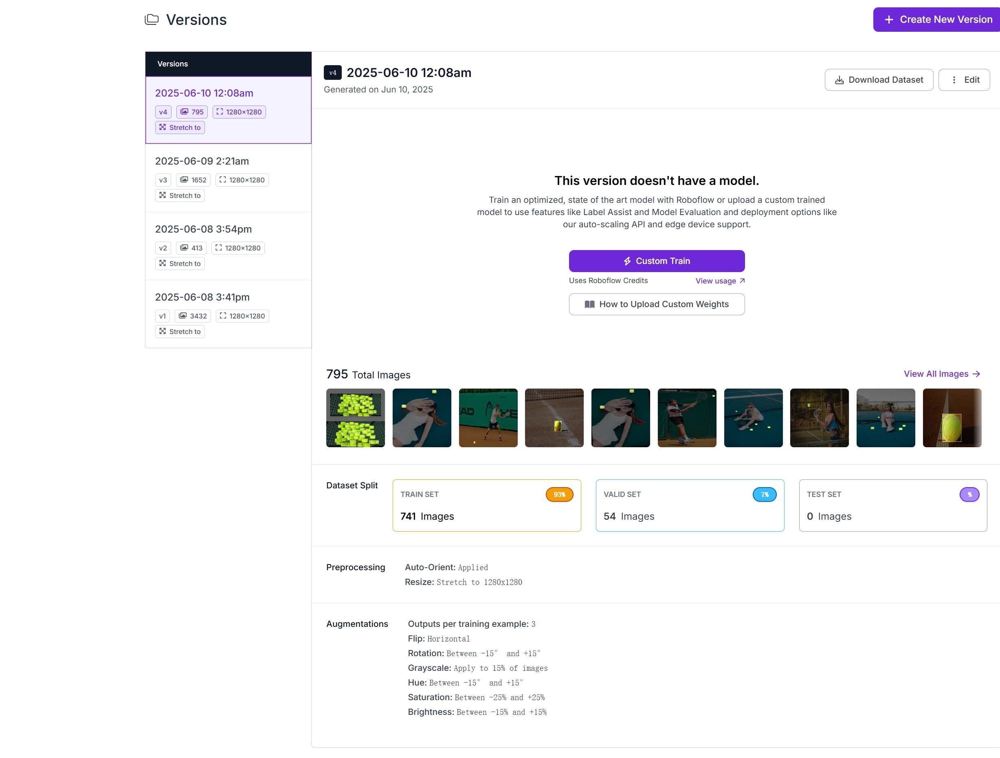 Versions
Create New Version
Versions
2025-06-10 12:08am
v4 795 1280×1280
Stretch to
2025-06-09 2:21am
v3 1652 1280×1280
Stretch to
2025-06-08 3:54pm
v2 413 1280×1280
Stretch to
2025-06-08 3:41pm
v1 3432 1280×1280
Stretch to
v4 2025-06-10 12:08am
Generated on Jun 10, 2025
Download Dataset
Edit
This version doesn't have a model.
Train an optimized, state of the art model with Roboflow or upload a custom trained
model to use features like Label Assist and Model Evaluation and deployment options like
our auto-scaling API and edge device support.
Custom Train
Uses Roboflow Credits View usage
How to Upload Custom Weights
795 Total Images
View All Images
Dataset Split
TRAIN SET 93%
741 Images
VALID SET 7%
54 Images
TEST SET %
0 Images
Preprocessing
Auto-Orient: Applied
Resize: Stretch to 1280x1280
Augmentations
Outputs per training example: 3
Flip: Horizontal
Rotation: Between -15° and +15°
Grayscale: Apply to 15% of images
Hue: Between -15° and +15°
Saturation: Between -25% and +25%
Brightness: Between -15% and +15%